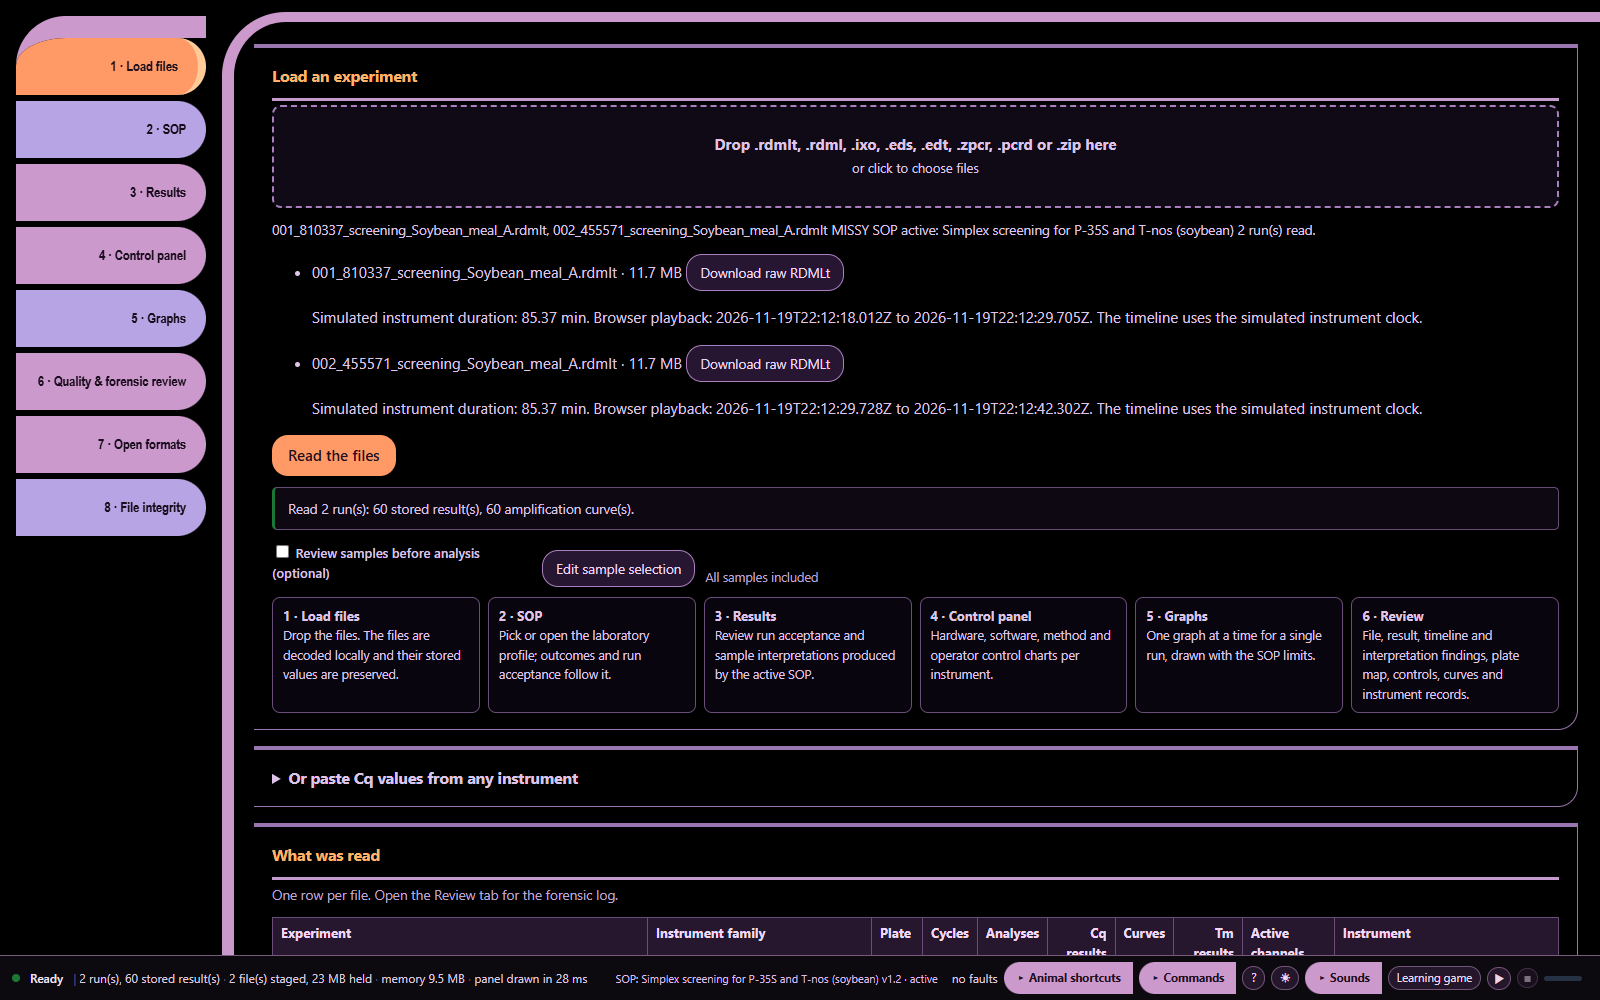 1 · Load files
2 · SOP
3 · Results
4 · Control panel
5 · Graphs
6 · Quality & forensic review
7 · Open formats
8 · File integrity
Load an experiment
Drop .rdmlt, .rdml, .ixo, .eds, .edt, .zpcr, .pcrd or .zip here
or click to choose files
001_810337_screening_Soybean_meal_A.rdmlt, 002_455571_screening_Soybean_meal_A.rdmlt MISSY SOP active: Simplex screening for P-35S and T-nos (soybean) 2 run(s) read.
• 001_810337_screening_Soybean_meal_A.rdmlt · 11.7 MB Download raw RDMLt
Simulated instrument duration: 85.37 min. Browser playback: 2026-11-19T22:12:18.012Z to 2026-11-19T22:12:29.705Z. The timeline uses the simulated instrument clock.
• 002_455571_screening_Soybean_meal_A.rdmlt · 11.7 MB Download raw RDMLt
Simulated instrument duration: 85.37 min. Browser playback: 2026-11-19T22:12:29.728Z to 2026-11-19T22:12:42.302Z. The timeline uses the simulated instrument clock.
Read the files
Read 2 run(s): 60 stored result(s), 60 amplification curve(s).
Review samples before analysis
(optional)
Edit sample selection
All samples included
1 · Load files
Drop the files. The files are
decoded locally and their stored
values are preserved.
2 · SOP
Pick or open the laboratory
profile; outcomes and run
acceptance follow it.
3 · Results
Review run acceptance and
sample interpretations produced
by the active SOP.
4 · Control panel
Hardware, software, method and
operator control charts per
instrument.
5 · Graphs
One graph at a time for a single
run, drawn with the SOP limits.
6 · Review
File, result, timeline and
interpretation findings, plate
map, controls, curves and
instrument records.
▶ Or paste Cq values from any instrument
What was read
One row per file. Open the Review tab for the forensic log.
Experiment Instrument family Plate Cycles Analyses Cq results Curves Tm results Active channels Instrument
Ready | 2 run(s), 60 stored result(s) · 2 file(s) staged, 23 MB held · memory 9.5 MB · panel drawn in 28 ms SOP: Simplex screening for P-35S and T-nos (soybean) v1.2 · active no faults ▸ Animal shortcuts ▸ Commands ? ☀ ▸ Sounds Learning game ▶ ■